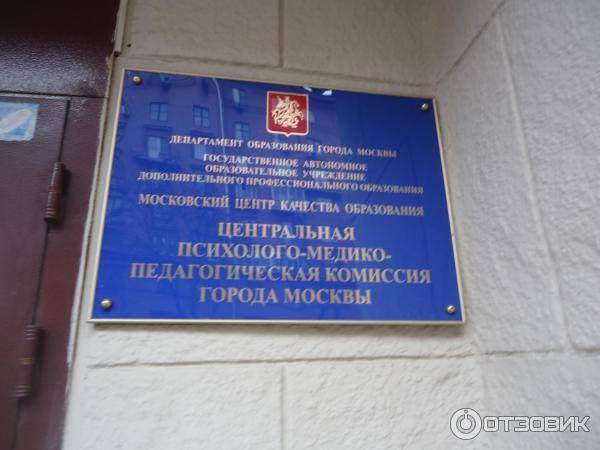 ДЕПАРТАМЕНТ ОБРАЗОВАНИЯ ГОРОДА МОСКВЫ
ГОСУДАРСТВЕННОЕ АВТОНОМНОЕ
ОБРАЗОВАТЕЛЬНОЕ УЧРЕЖДЕНИЕ
ДОПОЛНИТЕЛЬНОГО ПРОФЕССИОНАЛЬНОГО ОБРАЗОВАНИЯ
МОСКОВСКИЙ ЦЕНТР КАЧЕСТВА ОБРАЗОВАНИЯ
ЦЕНТРАЛЬНАЯ
ПСИХОЛОГО-МЕДИКО-
ПЕДАГОГИЧЕСКАЯ КОМИССИЯ
ГОРОДА МОСКВЫ
ОТЗОВИК